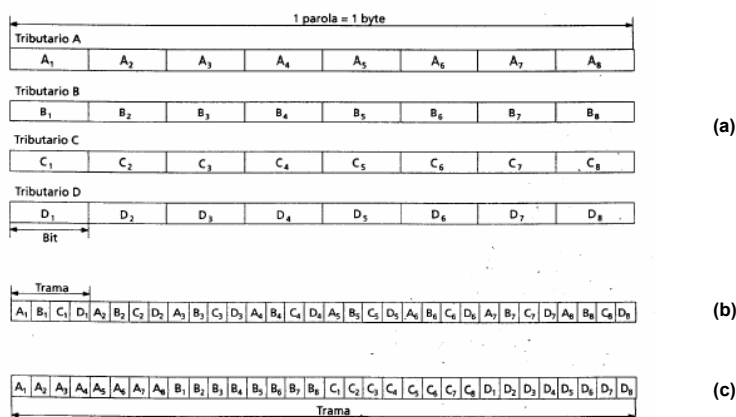 1 parola = 1 byte
Tributario A
A₁ A₂ A₃ A₄ A₅ A₆ A₇ A₈
Tributario B
B₁ B₂ B₃ B₄ B₅ B₆ B₇ B₈
(a)
Tributario C
C₁ C₂ C₃ C₄ C₅ C₆ C₇ C₈
Tributario D
D₁ D₂ D₃ D₄ D₅ D₆ D₇ D₈
Bit
Trama
A₁ B₁ C₁ D₁ A₂ B₂ C₂ D₂ A₃ B₃ C₃ D₃ A₄ B₄ C₄ D₄ A₅ B₅ C₅ D₅ A₆ B₆ C₆ D₆ A₇ B₇ C₇ D₇ A₈ B₈ C₈ D₈ (b)
A₁ A₂ A₃ A₄ A₅ A₆ A₇ A₈ B₁ B₂ B₃ B₄ B₅ B₆ B₇ B₈ C₁ C₂ C₃ C₄ C₅ C₆ C₇ C₈ D₁ D₂ D₃ D₄ D₅ D₆ D₇ D₈ (c)
Trama